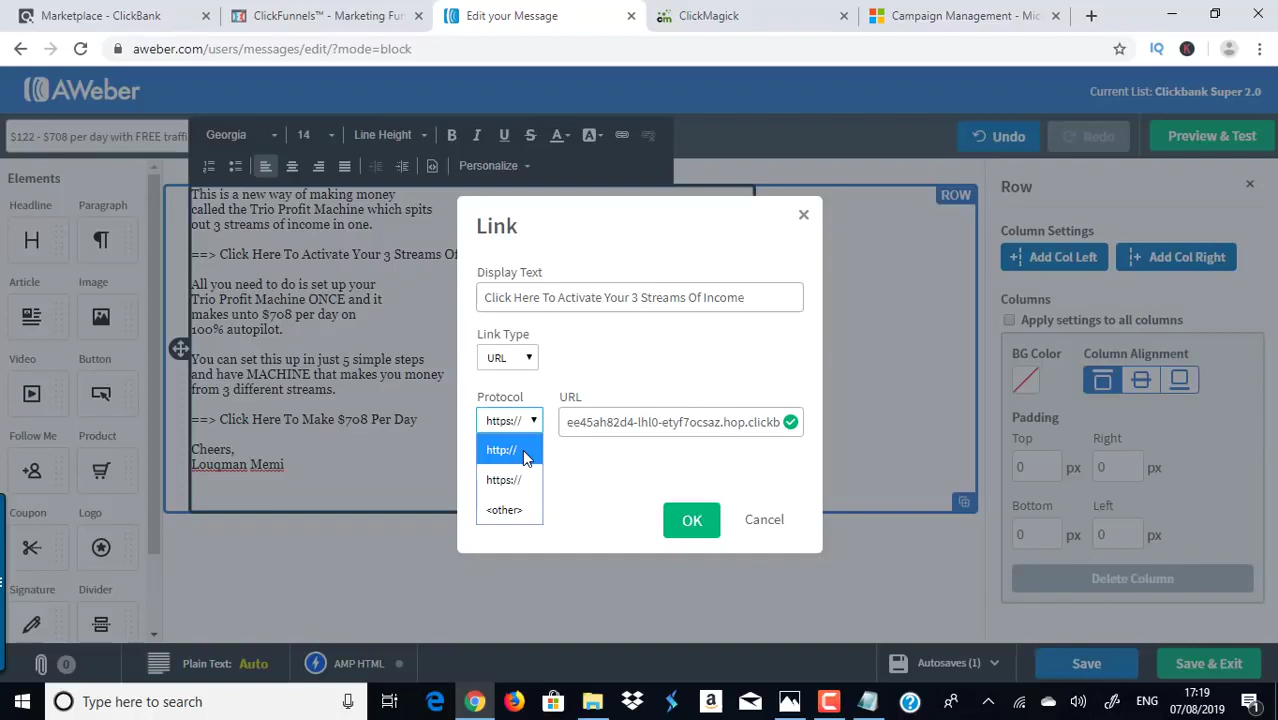 Marketplace - ClickBank
ClickFunnels™ - Marketing Fun
Edit your Message
ClickMagick
Campaign Management - Mic
aweber.com/users/messages/edit/?mode=block
IQ
K
AWeber
Current List: Clickbank Super 2.0
$122 - $708 per day with FREE traffi
Georgia
14
Line Height
B
I
U
S
A
A
Undo
Redo
Preview & Test
Personalize
Elements
Headline
Paragraph
H
Article
Image
Video
Button
Follow Me
Product
Coupon
Logo
Signature
Divider
This is a new way of making money
called the Trio Profit Machine which spits
out 3 streams of income in one.
==> Click Here To Activate Your 3 Streams Of
All you need to do is set up your
Trio Profit Machine ONCE and it
makes unto $708 per day on
100% autopilot.
You can set this up in just 5 simple steps
and have MACHINE that makes you money
from 3 different streams.
==> Click Here To Make $708 Per Day
Cheers,
Louqman Memi
ROW
Link
Display Text
Click Here To Activate Your 3 Streams Of Income
Link Type
URL
Protocol
URL
https://
ee45ah82d4-lhl0-etyf7ocsaz.hop.clickb
http://
https://
<other>
OK
Cancel
Row
Column Settings
Add Col Left
Add Col Right
Columns
Apply settings to all columns
BG Color
Column Alignment
Padding
Top
Right
0 px
0 px
Bottom
Left
0 px
0 px
Delete Column
0
Plain Text: Auto
AMP HTML
Autosaves (1)
Save
Save & Exit
Type here to search
ENG
17:19
07/08/2019
1